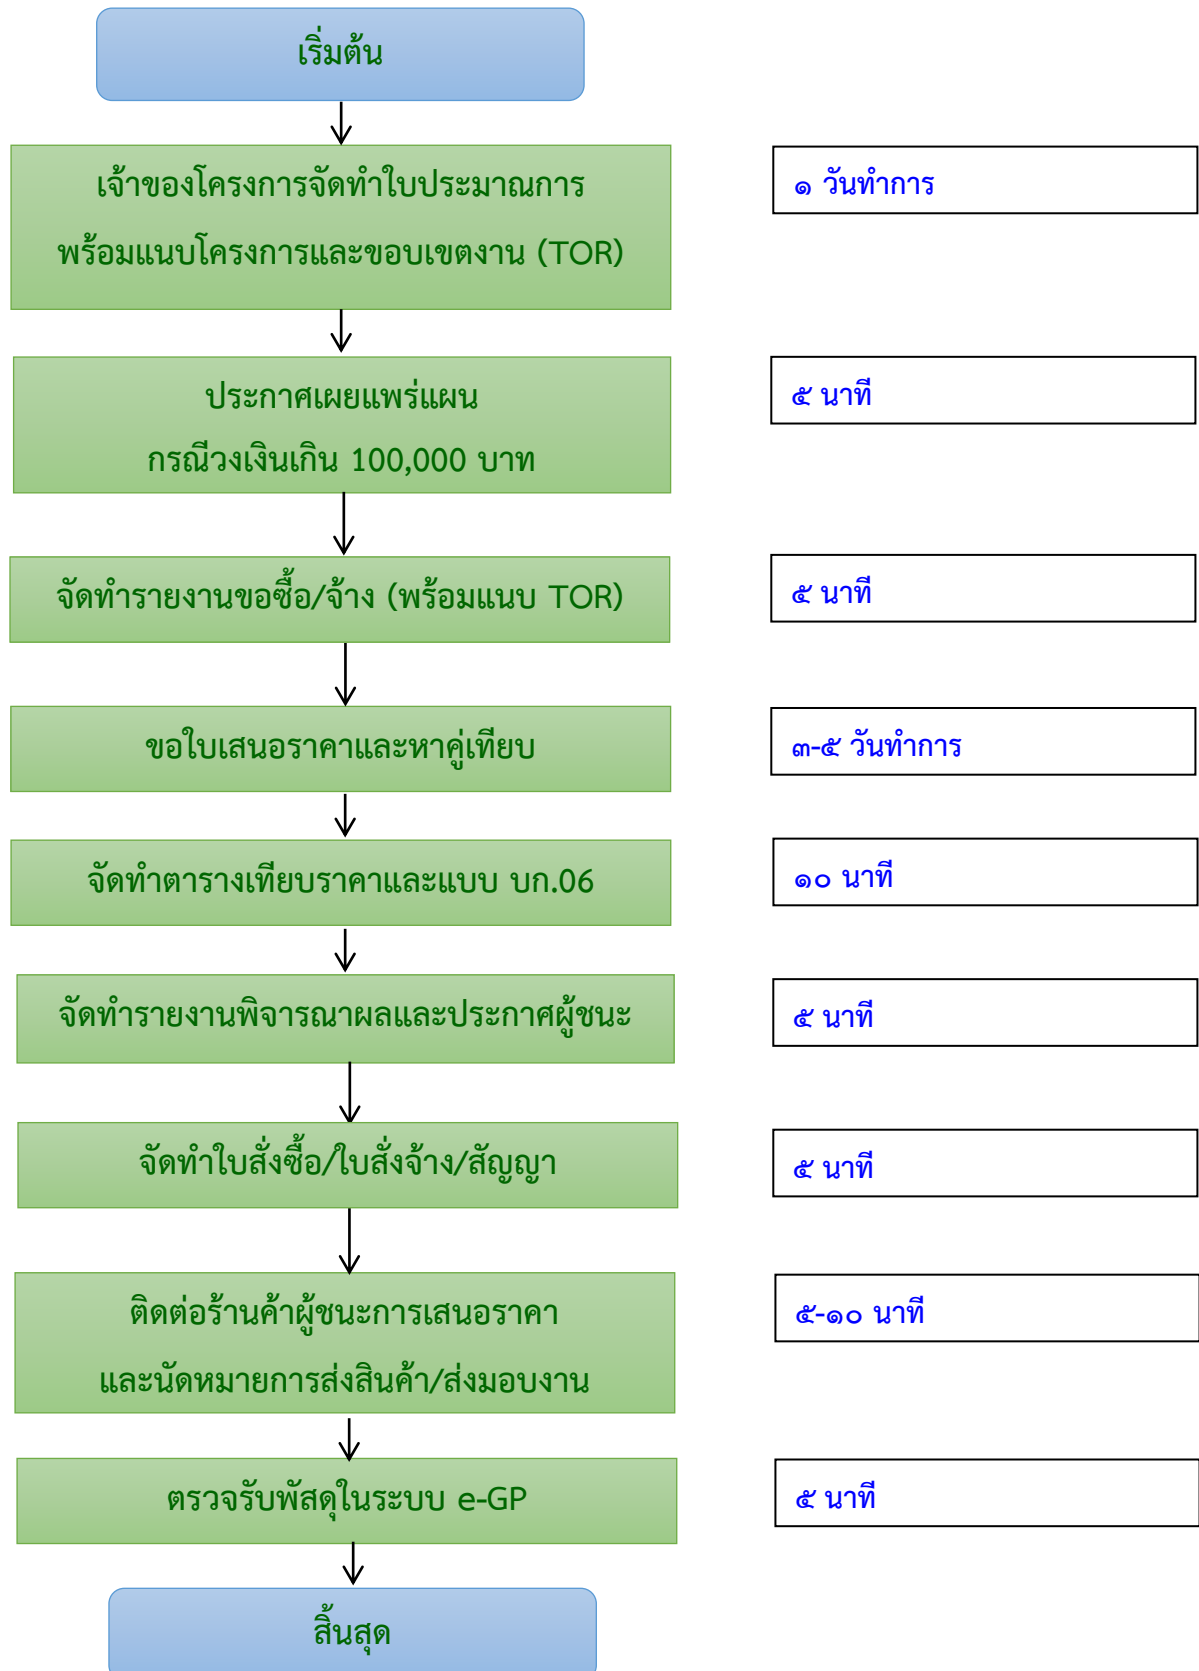 เริ่มต้น
เจ้าของโครงการจัดทำใบประมาณการ
พร้อมแนบโครงการและขอบเขตงาน (TOR)
๑ วันทำการ
ประกาศเผยแพร่แผน
กรณีวงเงินเกิน 100,000 บาท
๕ นาที
จัดทำรายงานขอซื้อ/จ้าง (พร้อมแนบ TOR)
๕ นาที
ขอใบเสนอราคาและหาคู่เทียบ
๓-๕ วันทำการ
จัดทำตารางเทียบราคาและแบบ บก.06
๑๐ นาที
จัดทำรายงานพิจารณาผลและประกาศผู้ชนะ
๕ นาที
จัดทำใบสั่งซื้อ/ใบสั่งจ้าง/สัญญา
๕ นาที
ติดต่อร้านค้าผู้ชนะการเสนอราคา
และนัดหมายการส่งสินค้า/ส่งมอบงาน
๕-๑๐ นาที
ตรวจรับพัสดุในระบบ e-GP
๕ นาที
สิ้นสุด